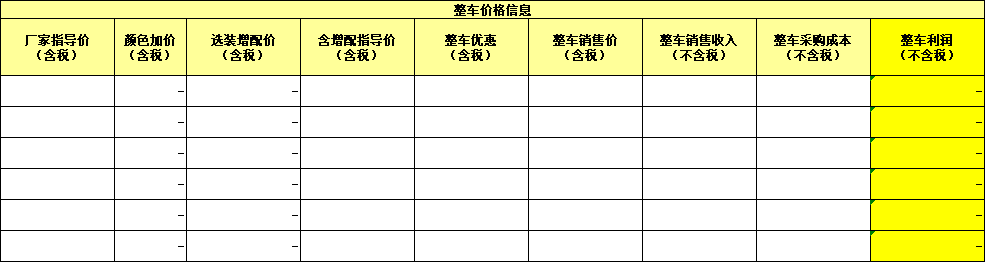 整车价格信息
厂家指导价 颜色加价 选装增配价 含增配指导价 整车优惠 整车销售价 整车销售收入 整车采购成本 整车利润
（含税） （含税） （含税） （含税） （含税） （含税） （不含税） （不含税） （不含税）
– – –
– – –
– – –
– – –
– – –
– – –